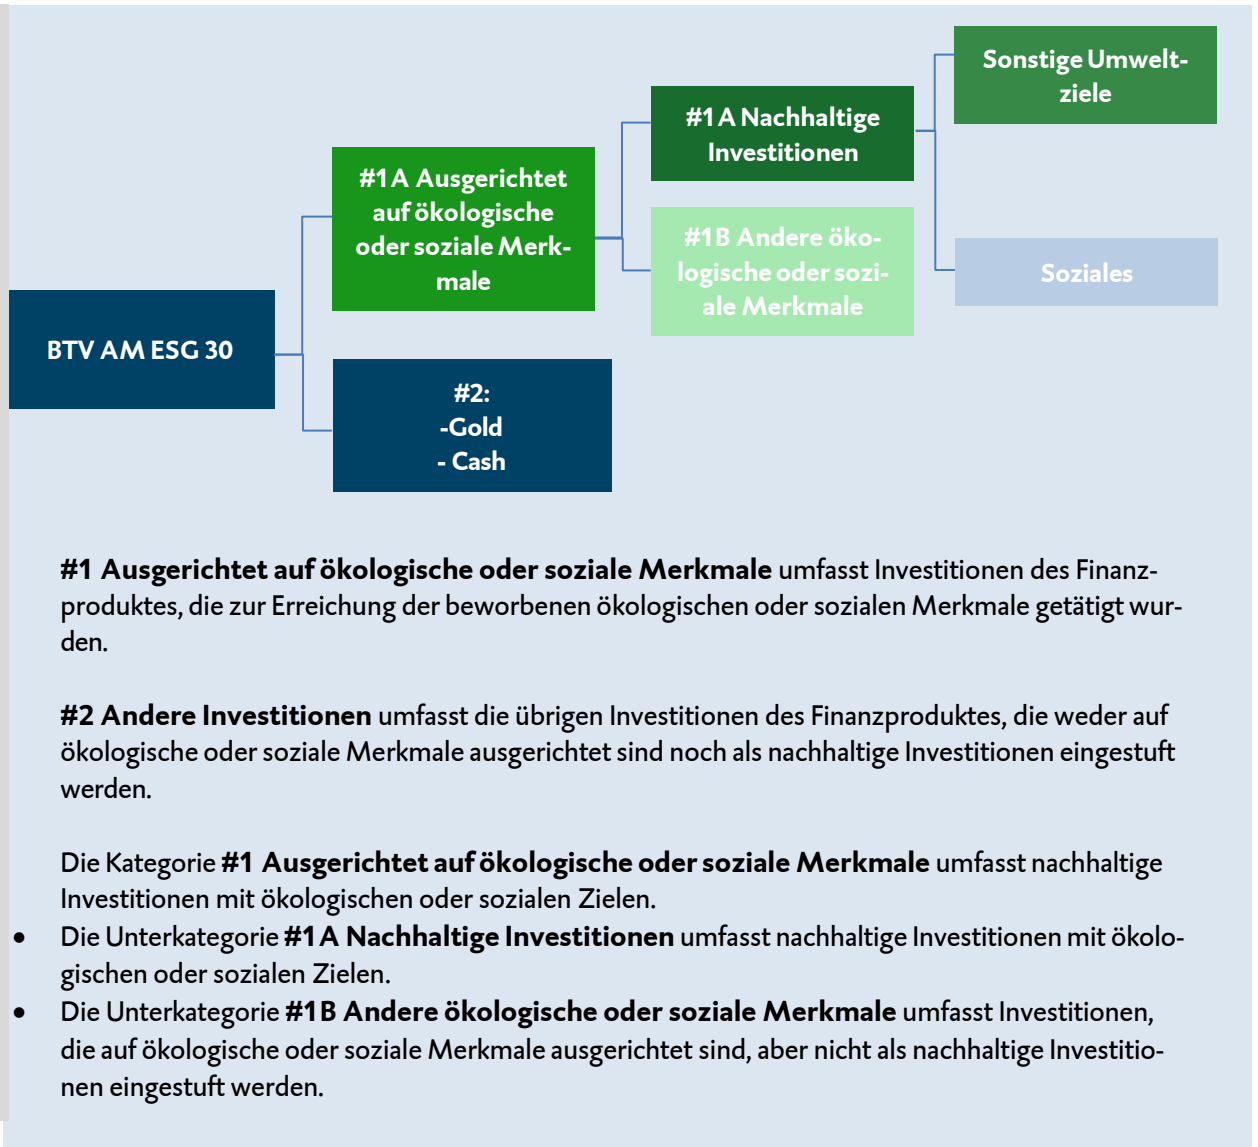 BTV AM ESG 30
#1 A Ausgerichtet
auf ökologische
oder soziale Merk-
male
#2:
-Gold
- Cash
#1 A Nachhaltige
Investitionen
#1B Andere öko-
logische oder sozi-
ale Merkmale
Sonstige Umwelt-
ziele
Soziales
#1 Ausgerichtet auf ökologische oder soziale Merkmale umfasst Investitionen des Finanz-
produktes, die zur Erreichung der beworbenen ökologischen oder sozialen Merkmale getätigt wur-
den.
#2 Andere Investitionen umfasst die übrigen Investitionen des Finanzproduktes, die weder auf
ökologische oder soziale Merkmale ausgerichtet sind noch als nachhaltige Investitionen eingestuft
werden.
Die Kategorie #1 Ausgerichtet auf ökologische oder soziale Merkmale umfasst nachhaltige
Investitionen mit ökologischen oder sozialen Zielen.
• Die Unterkategorie #1 A Nachhaltige Investitionen umfasst nachhaltige Investitionen mit ökolo-
gischen oder sozialen Zielen.
• Die Unterkategorie #1B Andere ökologische oder soziale Merkmale umfasst Investitionen,
die auf ökologische oder soziale Merkmale ausgerichtet sind, aber nicht als nachhaltige Investitio-
nen eingestuft werden.